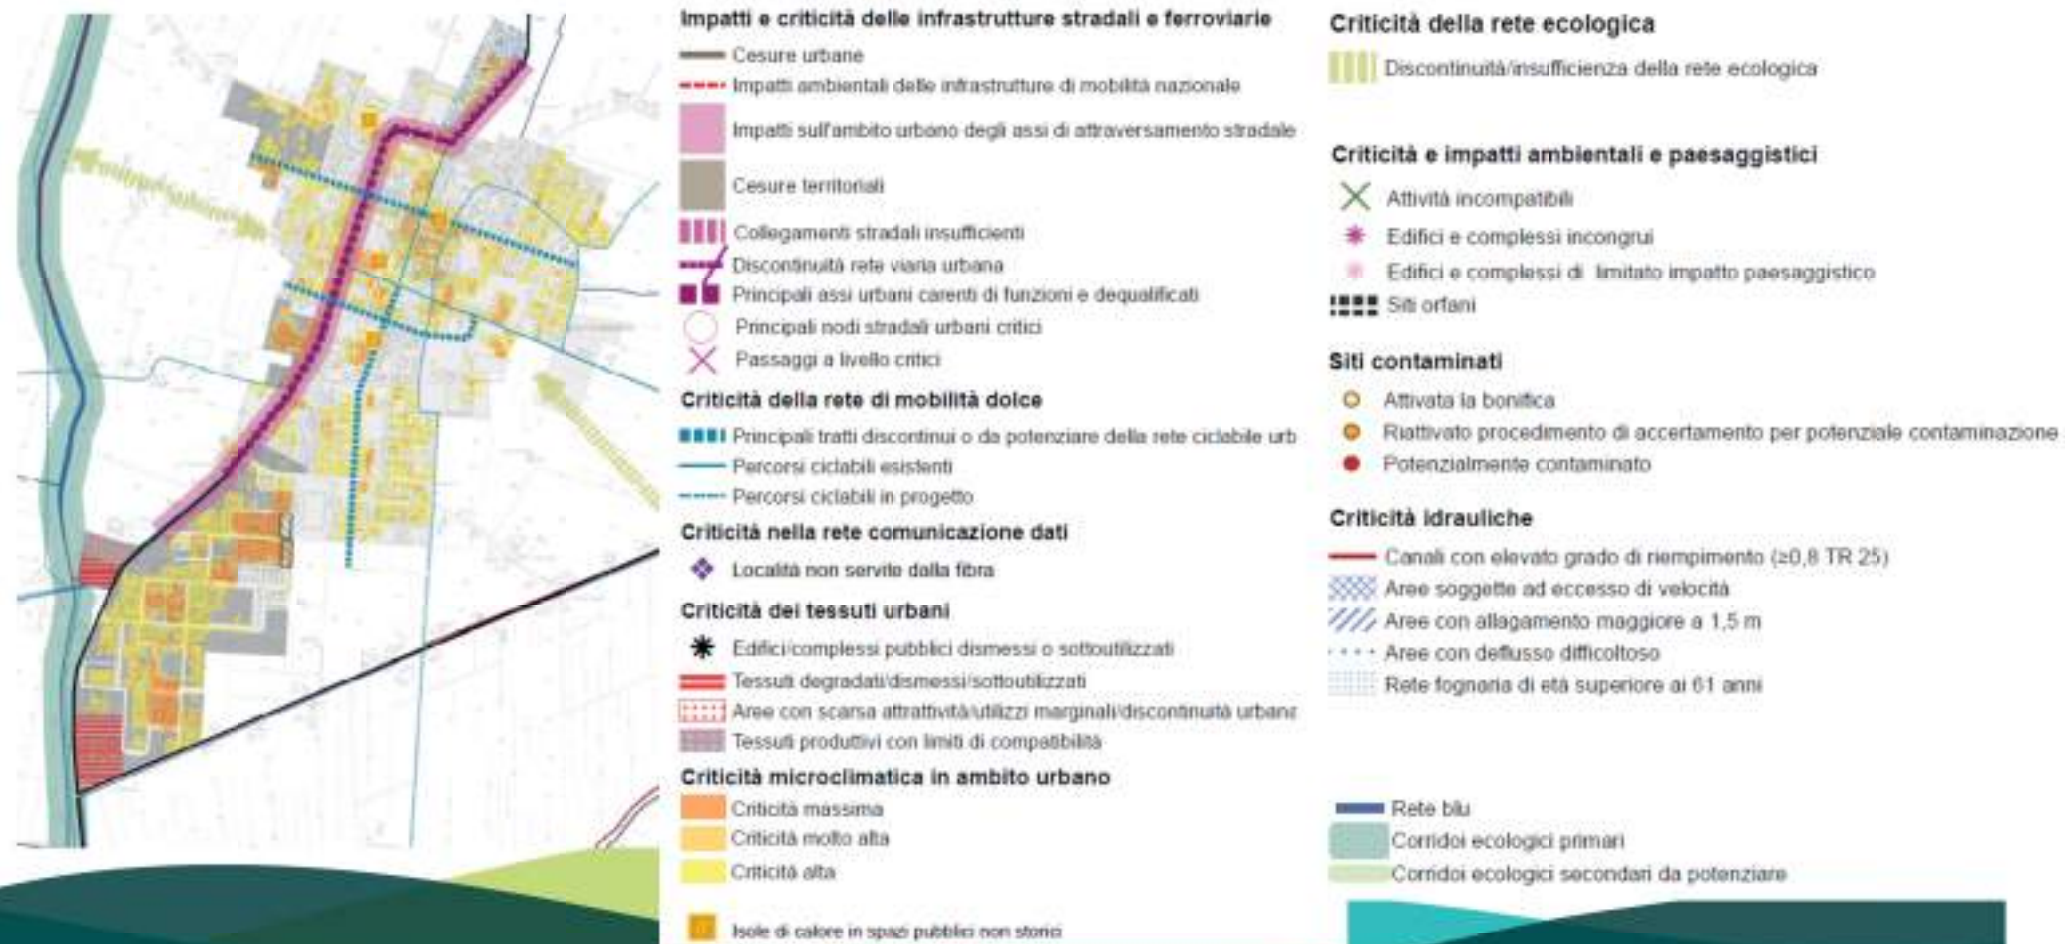 Impatti e criticità delle infrastrutture stradali e ferroviarie
Cesure urbane
Impatti ambientali delle infrastrutture di mobilità nazionale
Impatti sull'ambito urbano degli assi di attraversamento stradale
Cesure territoriali
Collegamenti stradali insufficienti
Discontinuità rete viaria urbana
Principali assi urbani carenti di funzioni e dequalificati
Principali nodi stradali urbani critici
Passaggi a livello critici
Criticità della rete di mobilità dolce
Principali tratti discontinui o da potenziare della rete ciclabile urb
Percorsi ciclabili esistenti
Percorsi ciclabili in progetto
Criticità nella rete comunicazione dati
Località non servite dalla fibra
Criticità dei tessuti urbani
Edifici/complessi pubblici dismessi o sottoutilizzati
Tessuti degradati/dismessi/sottoutilizzati
Aree con scarsa attrattività/utilizzi marginali/discontinuità urbana
Tessuti produttivi con limiti di compatibilità
Criticità microclimatica in ambito urbano
Criticità massima
Criticità molto alta
Criticità alta
Isole di calore in spazi pubblici non storici
Criticità della rete ecologica
Discontinuità/insufficienza della rete ecologica
Criticità e impatti ambientali e paesaggistici
Attività incompatibili
Edifici e complessi incongrui
Edifici e complessi di limitato impatto paesaggistico
Siti orfani
Siti contaminati
Attivata la bonifica
Riattivato procedimento di accertamento per potenziale contaminazione
Potenzialmente contaminato
Criticità idrauliche
Canali con elevato grado di riempimento (≥0,8 TR 25)
Aree soggette ad eccesso di velocità
Aree con allagamento maggiore a 1,5 m
Aree con deflusso difficoltoso
Rete fognaria di età superiore ai 61 anni
Rete blu
Corridoi ecologici primari
Corridoi ecologici secondari da potenziare